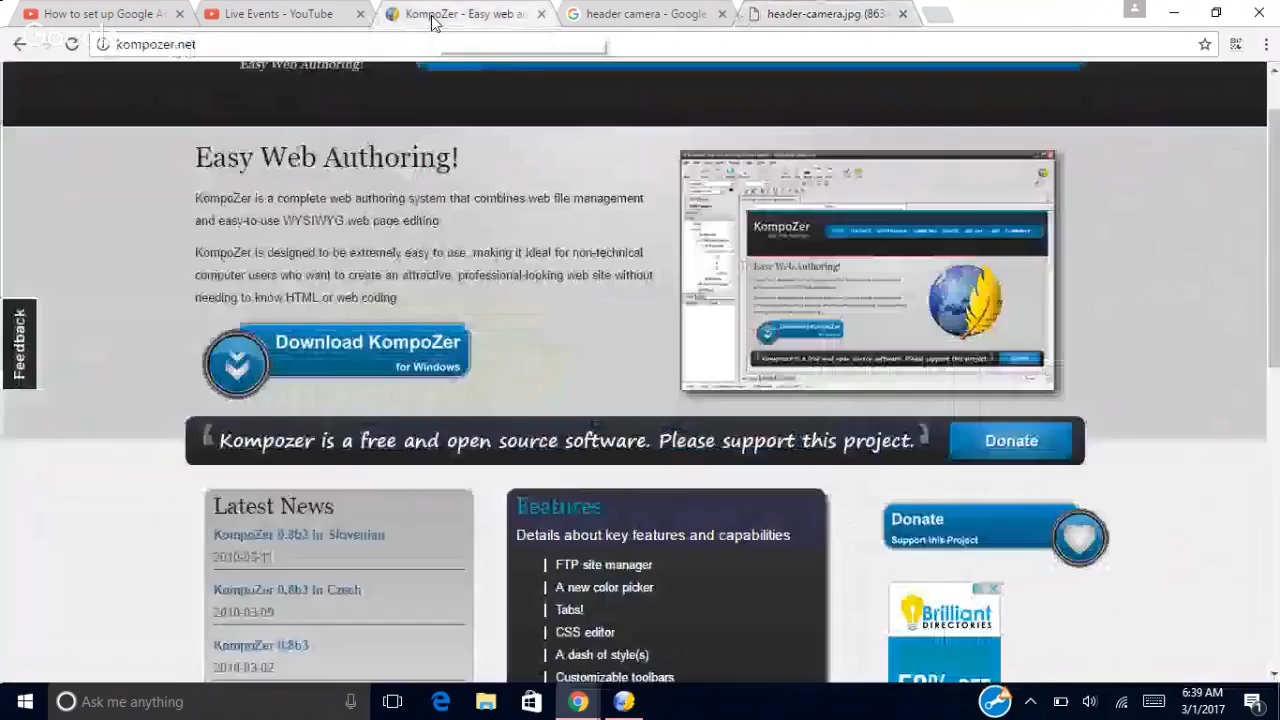 How to set up Google A
Live Events - YouTube
KompoZer - Easy web au
header camera - Google
header-camera.jpg (863
kompozer.net
Easy Web Authoring!
Easy Web Authoring!
KompoZer is a complete web authoring system that combines web file management
and easy-to-use WYSIWYG web page editing.
KompoZer is designed to be extremely easy to use, making it ideal for non-technical
computer users who want to create an attractive, professional-looking web site without
needing to know HTML or web coding
Download KompoZer
for Windows
KompoZer
Easy Web Authoring!
Feedback
Kompozer is a free and open source software. Please support this project.
Donate
Latest News
KompoZer 0.8b3 in Slovenian
2010-03-11
KompoZer 0.8b3 in Czech
2010-03-09
KompoZer 0.8b3
2010-03-02
Features
Details about key features and capabilities
FTP site manager
A new color picker
Tabs!
CSS editor
A dash of style(s)
Customizable toolbars
Donate
Support this Project
Brilliant
DIRECTORIES
50% OFF
Ask me anything
6:39 AM
3/1/2017